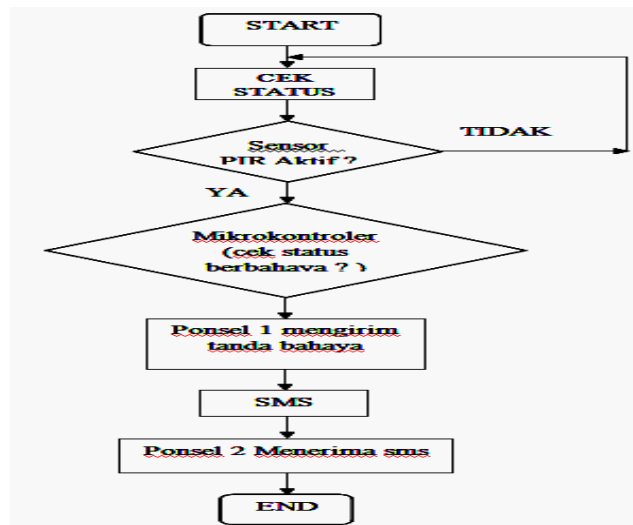 START
CEK
STATUS
Sensor
PIR Aktif ?
TIDAK
YA
Mikrokontroler
(cek status
berbahaya ? )
Ponsel 1 mengirim
tanda bahaya
SMS
Ponsel 2 Menerima sms
END